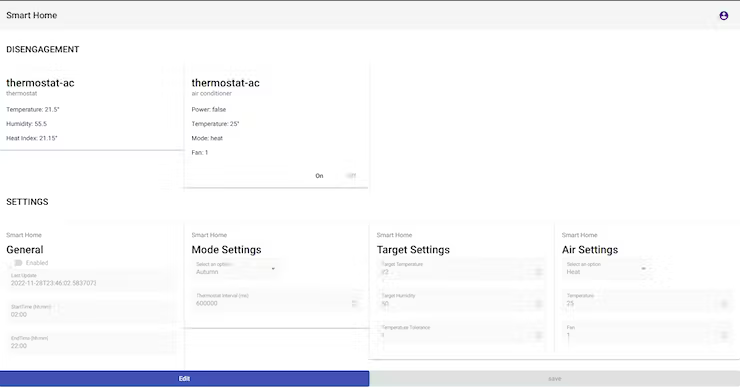 Smart Home
DISENGAGEMENT
thermostat-ac
thermostat
Temperature: 21.5°
Humidity: 55.5
Heat Index: 21.15°
thermostat-ac
air conditioner
Power: false
Temperature: 25°
Mode: heat
Fan: 1
On
Off
SETTINGS
Smart Home
General
Enabled
Last Update
2022-11-28T23:46:02.583707Z
StartTime (hh:mm)
02:00
EndTime (hh:mm)
22:00
Smart Home
Mode Settings
Select an option
Autumn
Thermostat Interval (ms)
600000
Smart Home
Target Settings
Target Temperature
Target Humidity
Temperature Tolerance
Smart Home
Air Settings
Select an option
Heat
Temperature
25
Fan
1
Edit
save